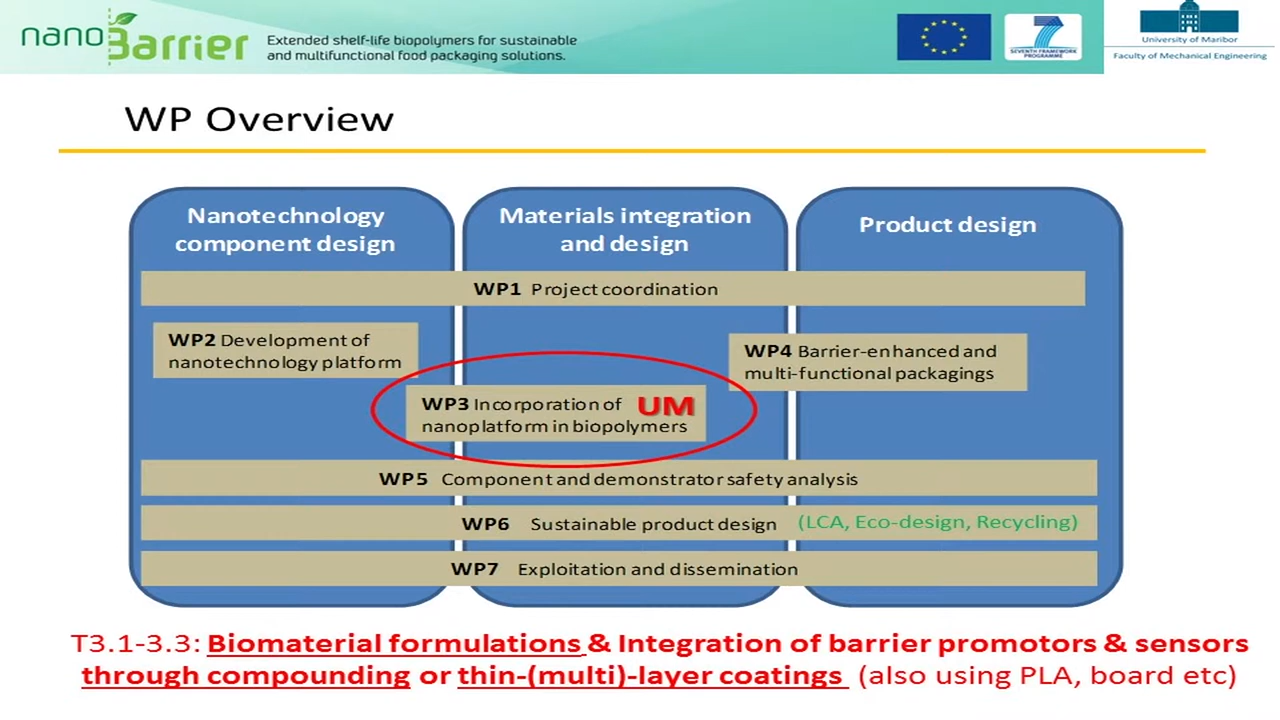 nanoBarrier
Extended shelf-life biopolymers for sustainable
and multifunctional food packaging solutions.
7
SEVENTH FRAMEWORK
PROGRAMME
University of Maribor
Faculty of Mechanical Engineering
WP Overview
Nanotechnology
component design
Materials integration
and design
Product design
WP1 Project coordination
WP2 Development of
nanotechnology platform
WP4 Barrier-enhanced and
multi-functional packagings
WP3 Incorporation of UM
nanoplatform in biopolymers
WP5 Component and demonstrator safety analysis
WP6 Sustainable product design (LCA, Eco-design, Recycling)
WP7 Exploitation and dissemination
T3.1-3.3: Biomaterial formulations & Integration of barrier promotors & sensors
through compounding or thin-(multi)-layer coatings (also using PLA, board etc)